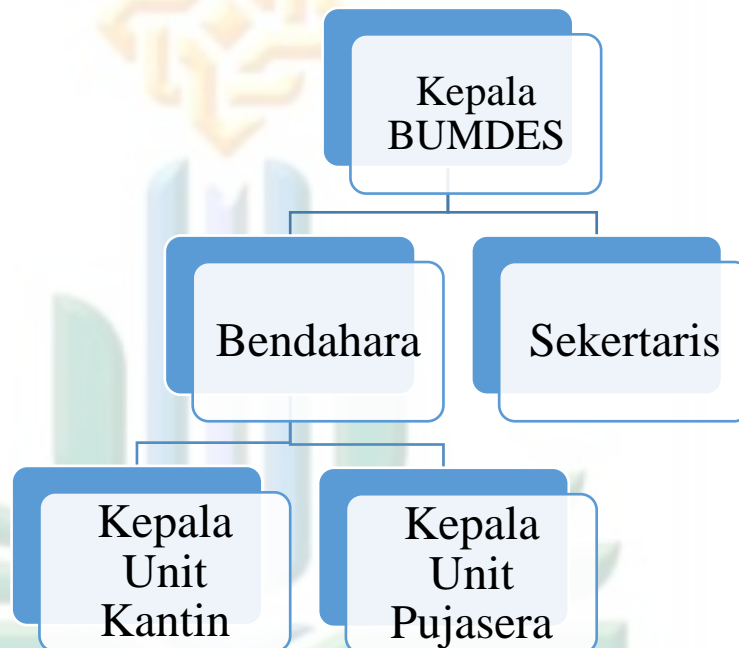 Kepala
BUMDES
Bendahara
Sekertaris
Kepala
Unit
Kantin
Kepala
Unit
Pujasera